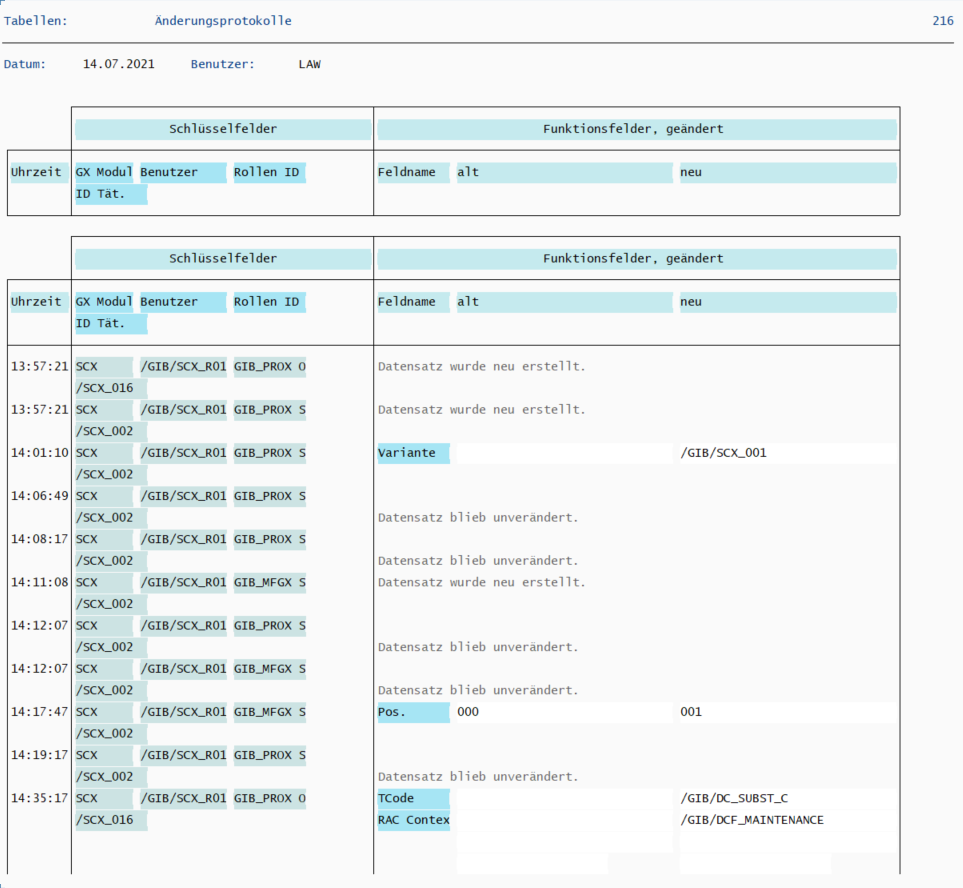 Tabellen: Änderungsprotokolle 216
Datum: 14.07.2021 Benutzer: LAW
Schlüsselfelder Funktionsfelder, geändert
Uhrzeit GX Modul Benutzer Rollen ID Feldname alt neu
ID Tät.
Schlüsselfelder Funktionsfelder, geändert
Uhrzeit GX Modul Benutzer Rollen ID Feldname alt neu
ID Tät.
13:57:21 SCX /GIB/SCX_R01 GIB_PROX O Datensatz wurde neu erstellt.
/SCX_016
13:57:21 SCX /GIB/SCX_R01 GIB_PROX S Datensatz wurde neu erstellt.
/SCX_002
14:01:10 SCX /GIB/SCX_R01 GIB_PROX S Variante /GIB/SCX_001
/SCX_002
14:06:49 SCX /GIB/SCX_R01 GIB_PROX S
/SCX_002 Datensatz blieb unverändert.
14:08:17 SCX /GIB/SCX_R01 GIB_PROX S
/SCX_002 Datensatz blieb unverändert.
14:11:08 SCX /GIB/SCX_R01 GIB_MFGX S Datensatz wurde neu erstellt.
/SCX_002
14:12:07 SCX /GIB/SCX_R01 GIB_PROX S
/SCX_002 Datensatz blieb unverändert.
14:12:07 SCX /GIB/SCX_R01 GIB_MFGX S
/SCX_002 Datensatz blieb unverändert.
14:17:47 SCX /GIB/SCX_R01 GIB_MFGX S Pos. 000 001
/SCX_002
14:19:17 SCX /GIB/SCX_R01 GIB_PROX S
/SCX_002 Datensatz blieb unverändert.
14:35:17 SCX /GIB/SCX_R01 GIB_PROX O TCode /GIB/DC_SUBST_C
/SCX_016 RAC Contex /GIB/DCF_MAINTENANCE